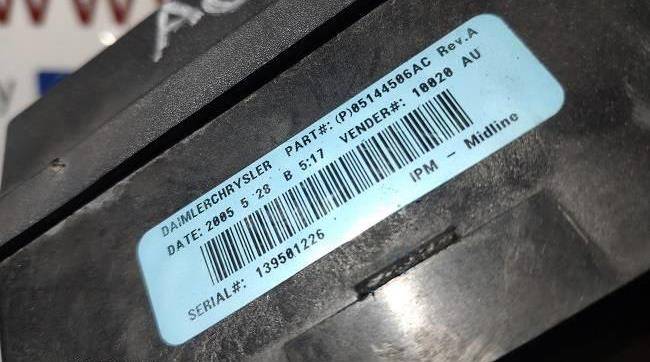 DAIMLERCHRYSLER PART#: (P)05144506AC Rev.A
DATE: 2005 5 28 B 5:17 VENDER#: 10020 AU
IPM - Midline
SERIAL#: 139501226